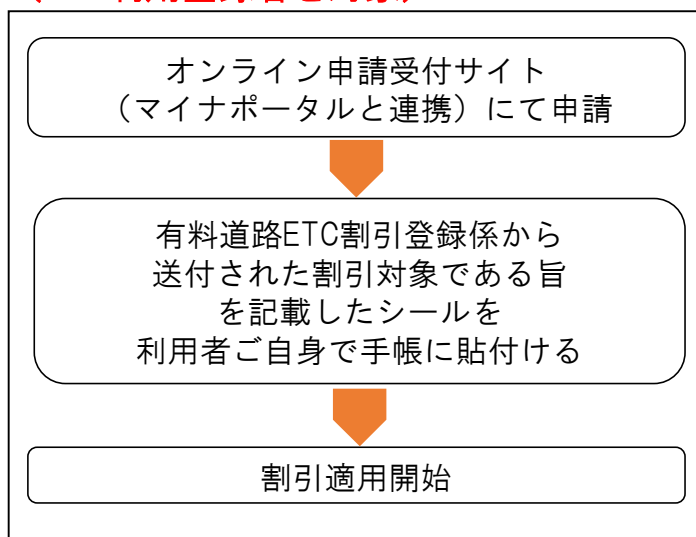 オンライン申請受付サイト
（マイナポータルと連携）にて申請
有料道路ETC割引登録係から
送付された割引対象である旨
を記載したシールを
利用者ご自身で手帳に貼付ける
割引適用開始